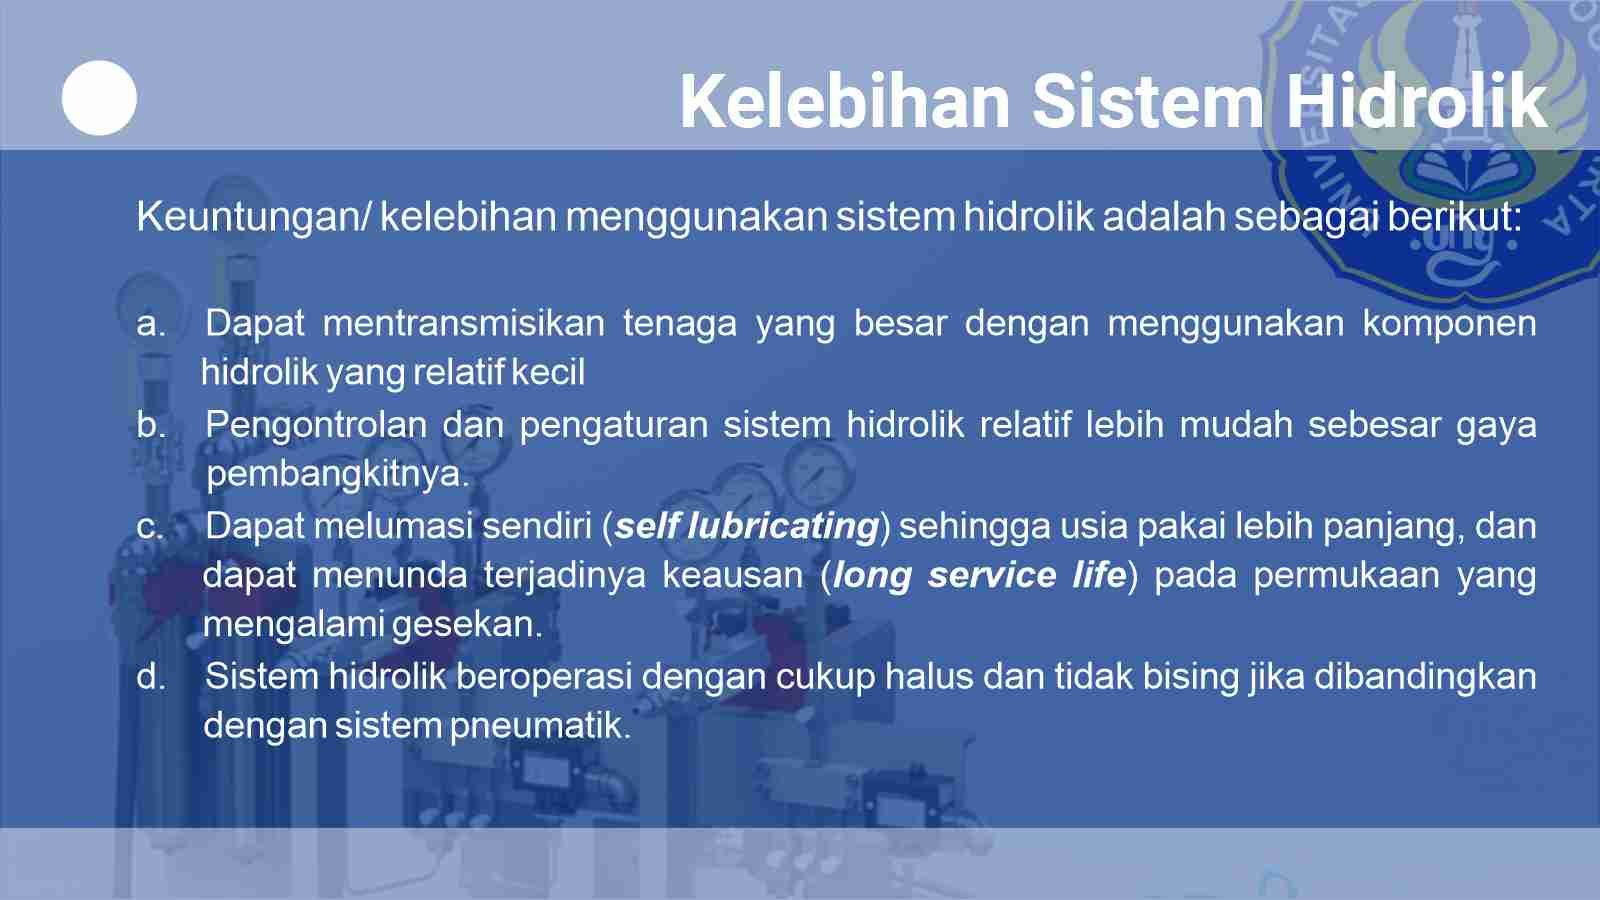 Kelebihan Sistem Hidrolik
UNIVERSITAS
RTA
.uny.
Keuntungan/ kelebihan menggunakan sistem hidrolik adalah sebagai berikut:
a. Dapat mentransmisikan tenaga yang besar dengan menggunakan komponen
hidrolik yang relatif kecil
b. Pengontrolan dan pengaturan sistem hidrolik relatif lebih mudah sebesar gaya
pembangkitnya.
c. Dapat melumasi sendiri (self lubricating) sehingga usia pakai lebih panjang, dan
dapat menunda terjadinya keausan (long service life) pada permukaan yang
mengalami gesekan.
d. Sistem hidrolik beroperasi dengan cukup halus dan tidak bising jika dibandingkan
dengan sistem pneumatik.